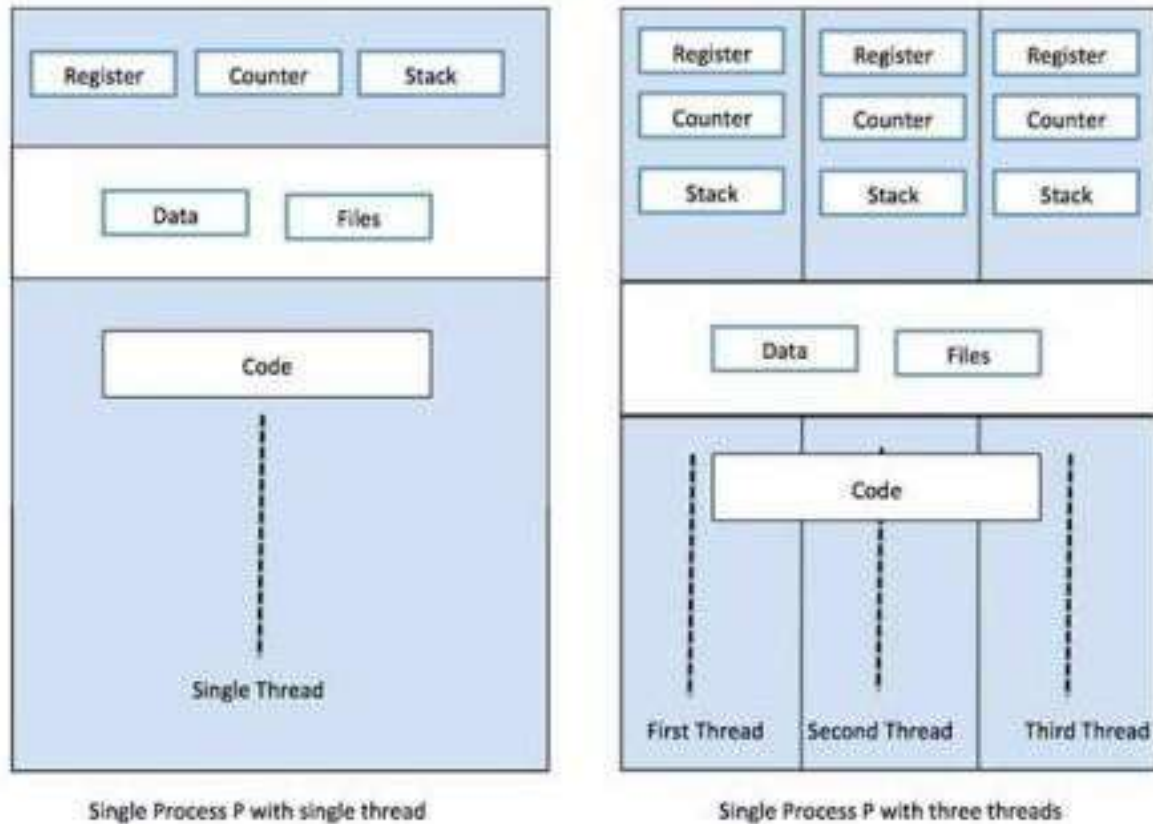 Register Counter Stack
Data Files
Code
Single Thread
Single Process P with single thread
Register Register Register
Counter Counter Counter
Stack Stack Stack
Data Files
Code
First Thread Second Thread Third Thread
Single Process P with three threads